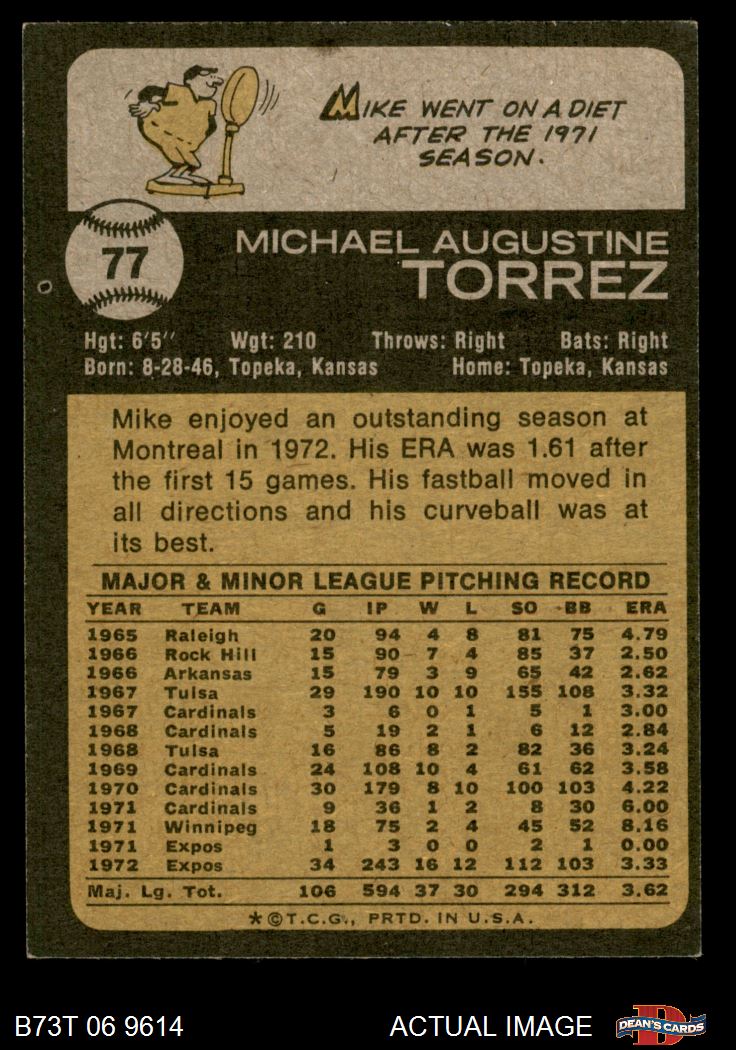 MIKE WENT ON A DIET
AFTER THE 1971
SEASON.
77
MICHAEL AUGUSTINE
TORREZ
Hgt: 6'5" Wgt: 210 Throws: Right Bats: Right
Born: 8-28-46, Topeka, Kansas Home: Topeka, Kansas
Mike enjoyed an outstanding season at
Montreal in 1972. His ERA was 1.61 after
the first 15 games. His fastball moved in
all directions and his curveball was at
its best.
MAJOR & MINOR LEAGUE PITCHING RECORD
YEAR TEAM G IP W L SO BB ERA
1965 Raleigh 20 94 4 8 81 75 4.79
1966 Rock Hill 15 90 7 4 85 37 2.50
1966 Arkansas 15 79 3 9 65 42 2.62
1967 Tulsa 29 190 10 10 155 108 3.32
1967 Cardinals 3 6 0 1 5 1 3.00
1968 Cardinals 5 19 2 1 6 12 2.84
1968 Tulsa 16 86 8 2 82 36 3.24
1969 Cardinals 24 108 10 4 61 62 3.58
1970 Cardinals 30 179 8 10 100 103 4.22
1971 Cardinals 9 36 1 2 8 30 6.00
1971 Winnipeg 18 75 2 4 45 52 8.16
1971 Expos 1 3 0 0 2 1 0.00
1972 Expos 34 243 16 12 112 103 3.33
Maj. Lg. Tot. 106 594 37 30 294 312 3.62
*©T.C.G., PRTD. IN U.S.A.
B73T 06 9614 ACTUAL IMAGE
D
DEAN'S CARDS